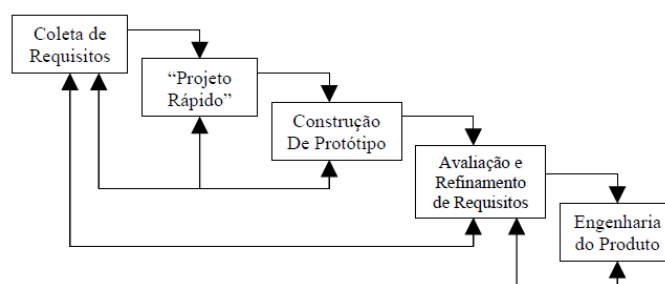 Coleta de
Requisitos
“Projeto
Rápido”
Construção
De Protótipo
Avaliação e
Refinamento
de Requisitos
Engenharia
do Produto